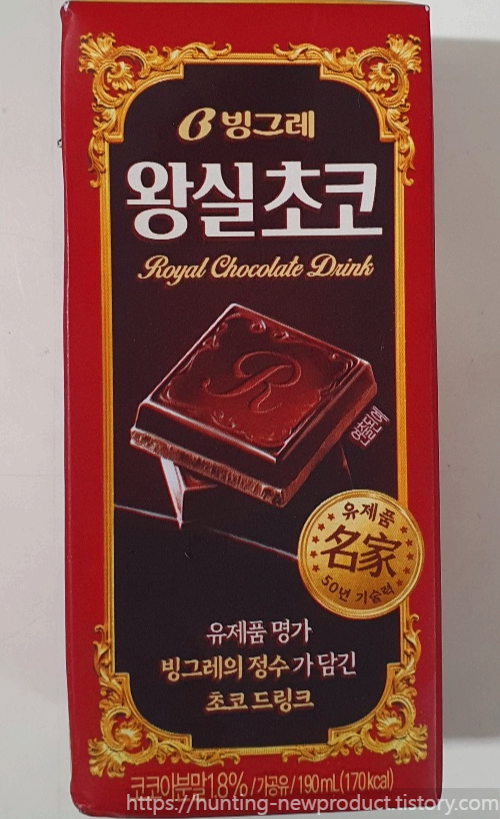 빙그레
왕실초코
Royal Chocolate Drink
R
연출된 예
유제품
名家
50년 기술력
유제품 명가
빙그레의 정수가 담긴
초코드링크
코코아분말1.8%/가공유/190mL(170kcal)
https://hunting-newproduct.tistory.com